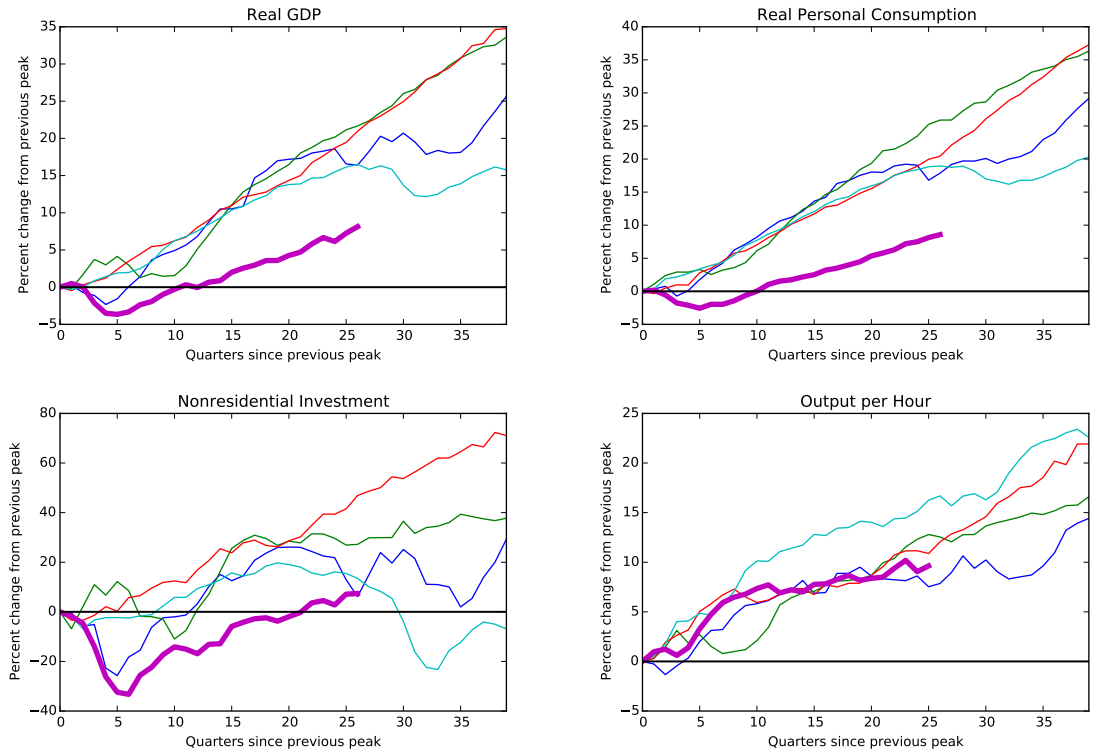 Real GDP
Percent change from previous peak
35
30
25
20
15
10
5
0
−5
0 5 10 15 20 25 30 35
Quarters since previous peak
Real Personal Consumption
Percent change from previous peak
40
35
30
25
20
15
10
5
0
−5
0 5 10 15 20 25 30 35
Quarters since previous peak
Nonresidential Investment
Percent change from previous peak
80
60
40
20
0
−20
−40
0 5 10 15 20 25 30 35
Quarters since previous peak
Output per Hour
Percent change from previous peak
25
20
15
10
5
0
−5
0 5 10 15 20 25 30 35
Quarters since previous peak